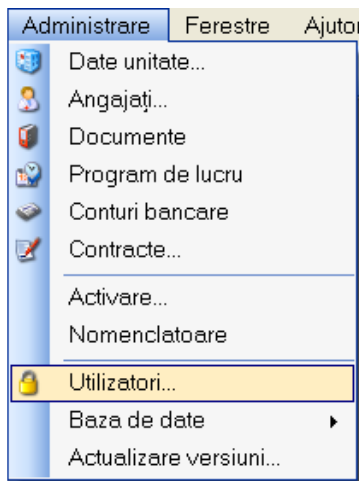 Administrare Ferestre Ajutor
Date unitate...
Angajați...
Documente
Program de lucru
Conturi bancare
Contracte...
Activare...
Nomenclatoare
Utilizatori...
Baza de date
Actualizare versiuni...